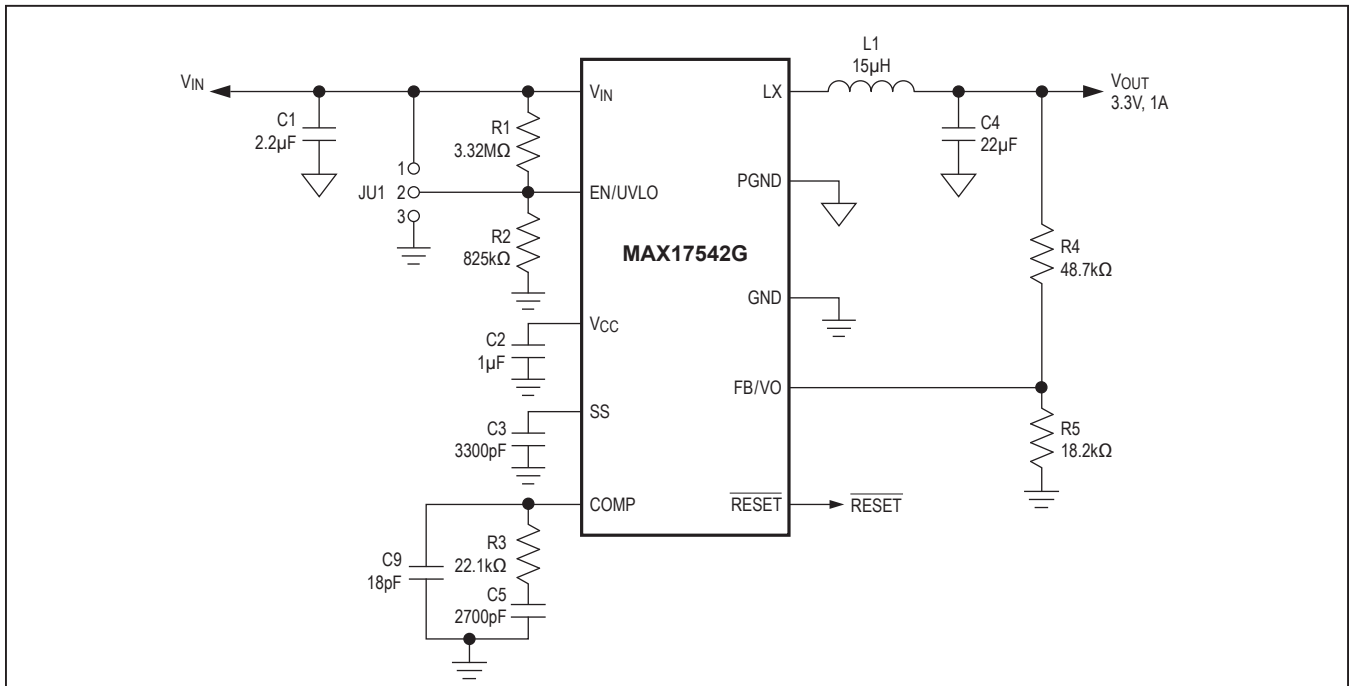 VIN
C1
2.2µF
JU1
1
2
3
R1
3.32MΩ
R2
825kΩ
C2
1µF
C3
3300pF
C9
18pF
R3
22.1kΩ
C5
2700pF
VIN
EN/UVLO
VCC
SS
COMP
MAX17542G
LX
PGND
GND
FB/VO
RESET
RESET
L1
15µH
C4
22µF
VOUT
3.3V, 1A
R4
48.7kΩ
R5
18.2kΩ